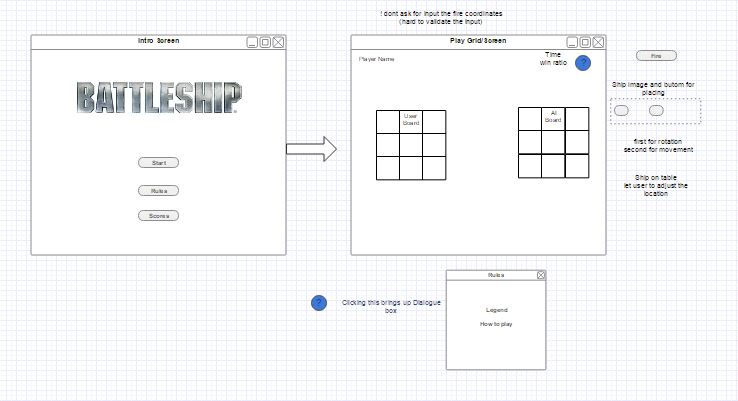 ! dont ask for input the fire coordinates
(hard to validate the input)
Intro Screen
BATTLESHIP
Start
Rules
Scores
Play Grid/Screen
Player Name
Time
win ratio
?
User
Board
AI
Board
Fire
Ship image and butom for
placing
first for rotation
second for movement
Ship on table
let user to adjust the
location
?
Clicking this brings up Dialogue
box
Rules
Legend
How to play